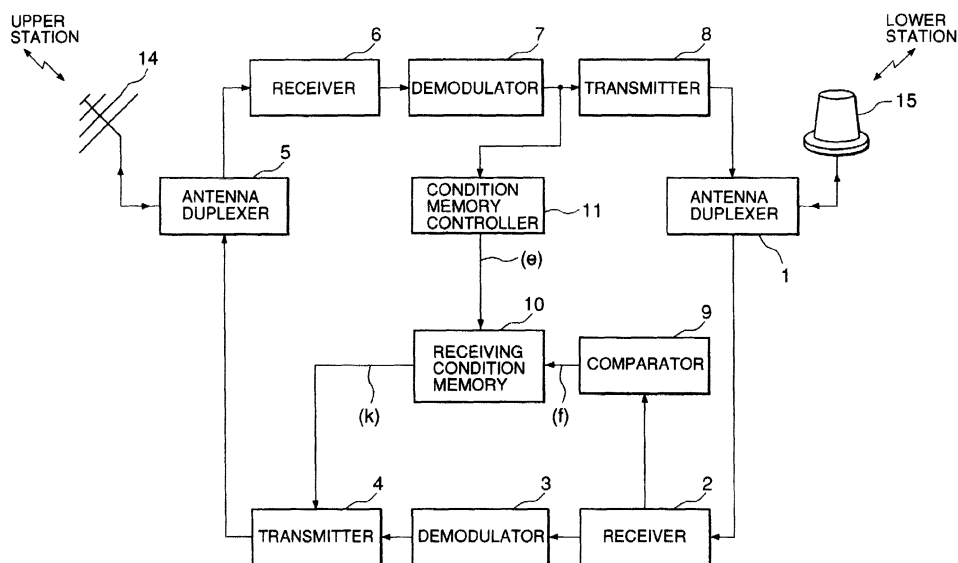 UPPER
STATION
14
6
RECEIVER
7
DEMODULATOR
8
TRANSMITTER
LOWER
STATION
15
5
ANTENNA
DUPLEXER
CONDITION
MEMORY
CONTROLLER
11
ANTENNA
DUPLEXER
1
(e)
10
RECEIVING
CONDITION
MEMORY
9
COMPARATOR
(k)
(f)
4
TRANSMITTER
3
DEMODULATOR
2
RECEIVER